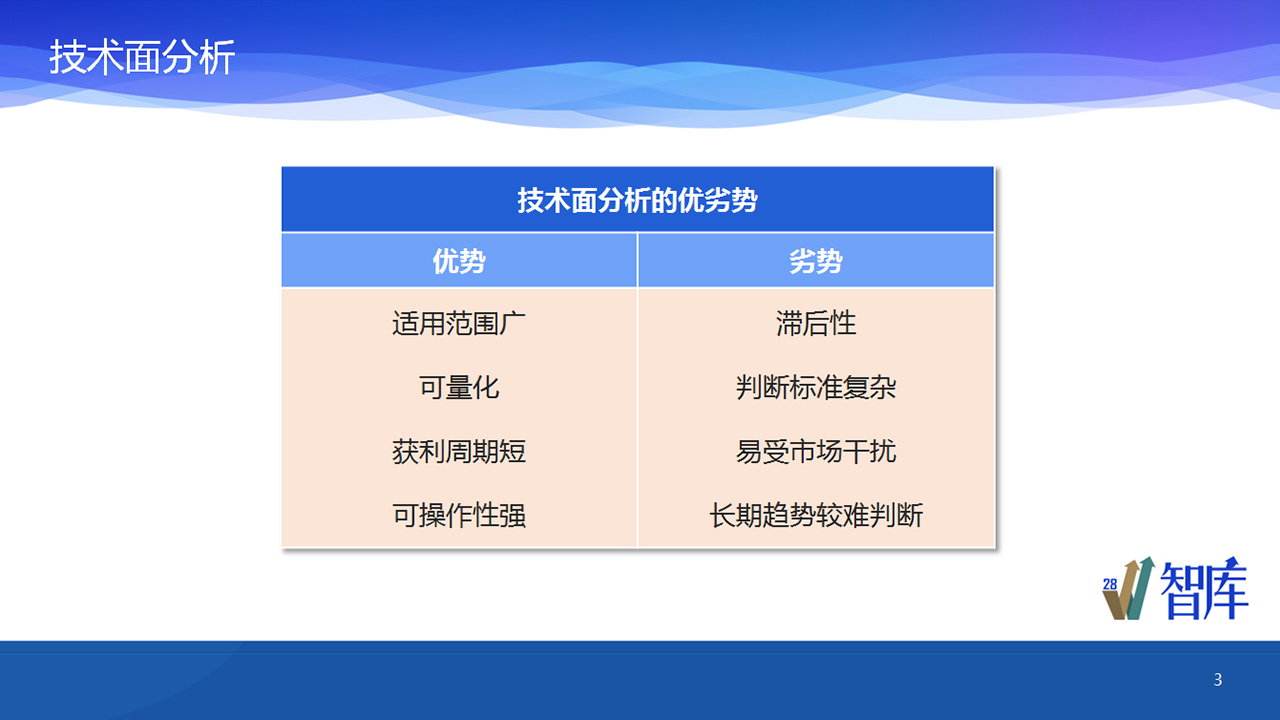 技术面分析
技术面分析的优劣势
优势 劣势
适用范围广 滞后性
可量化 判断标准复杂
获利周期短 易受市场干扰
可操作性强 长期趋势较难判断
28 智库
3